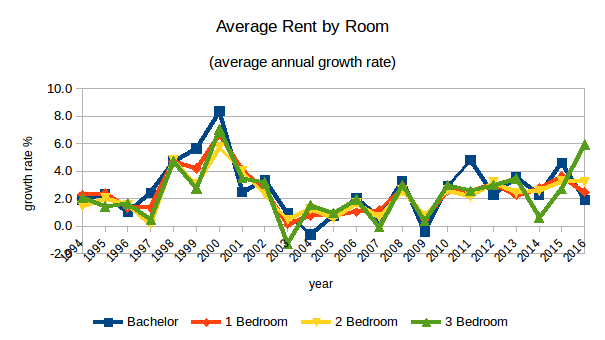 Average Rent by Room
(average annual growth rate)
10.0
8.0
6.0
4.0
2.0
0.0
-2.0
growth rate %
1994 1995 1996 1997 1998 1999 2000 2001 2002 2003 2004 2005 2006 2007 2008 2009 2010 2011 2012 2013 2014 2015 2016
year
Bachelor 1 Bedroom 2 Bedroom 3 Bedroom